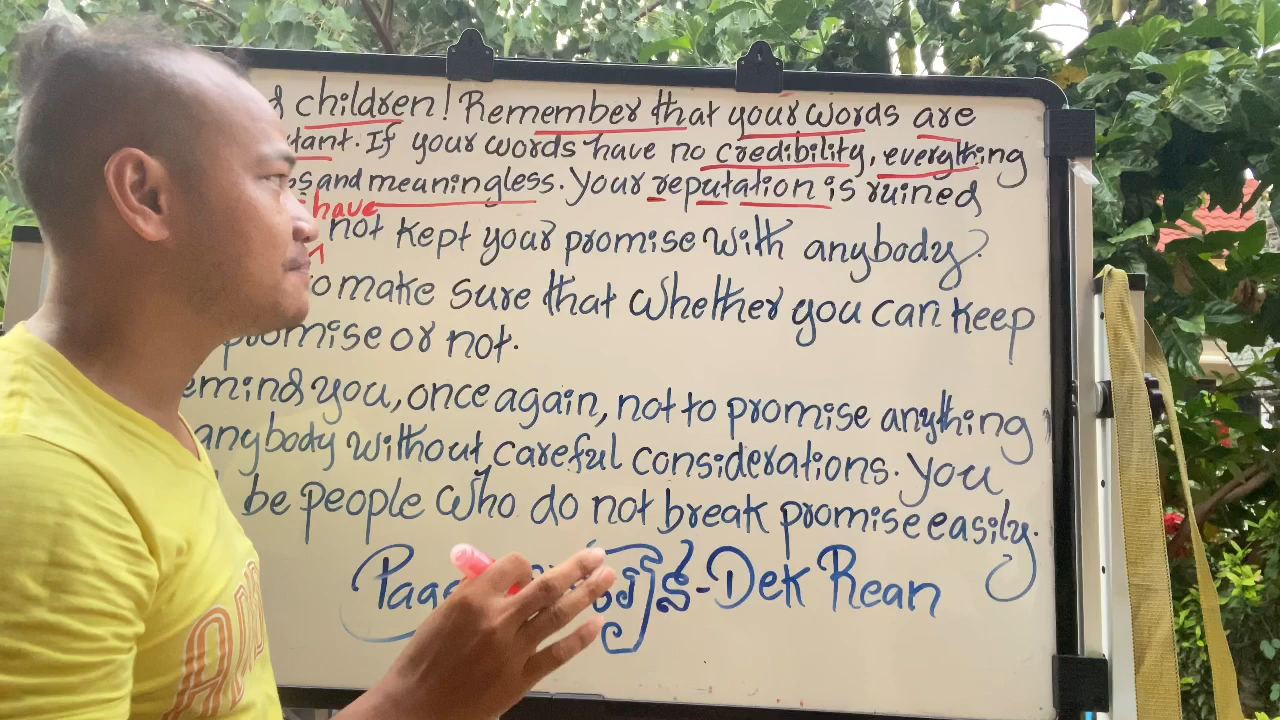 children! Remember that your words are
tant. If your words have no credibility, everything
s and meaningless. Your reputation is ruined
have
not kept your promise with anybody.
o make sure that whether you can keep
promise or not.
emind you, once again, not to promise anything
anybody without careful considerations. You
be people who do not break promise easily.
Paag រៀន៍-Dek Rean